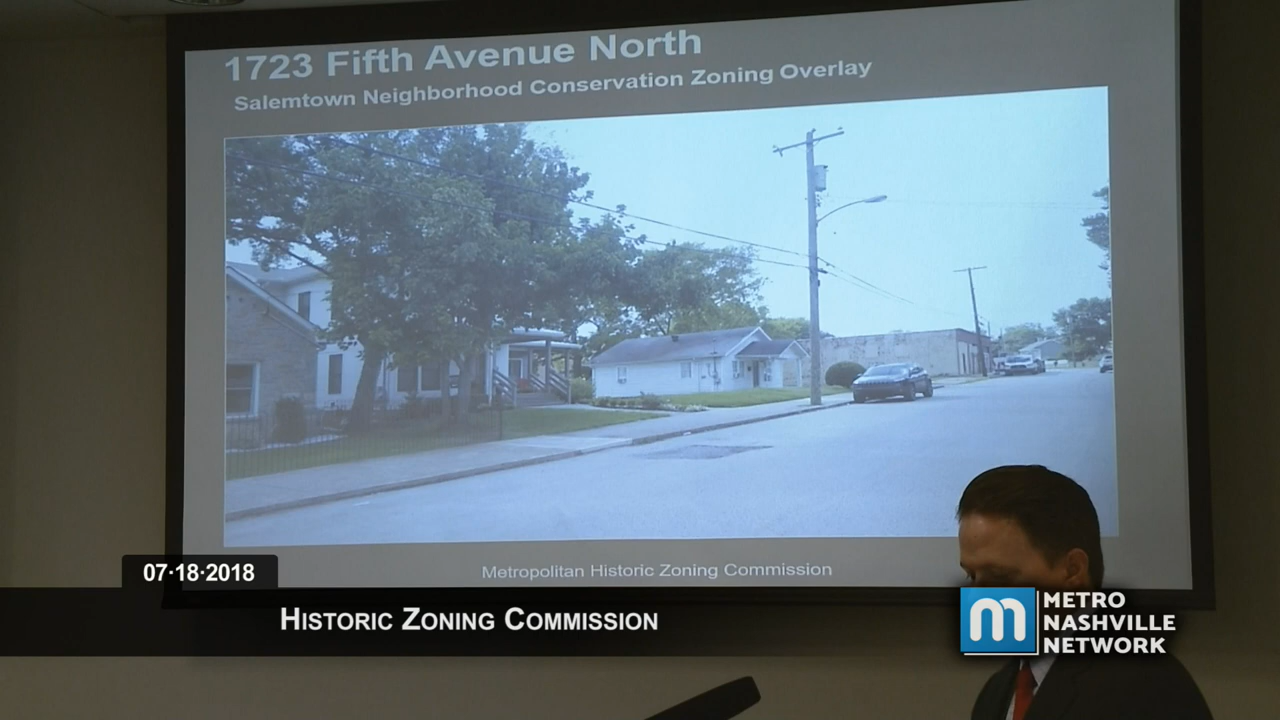 1723 Fifth Avenue North
Salemtown Neighborhood Conservation Zoning Overlay
Metropolitan Historic Zoning Commission
07·18·2018
HISTORIC ZONING COMMISSION
m METRO
NASHVILLE
NETWORK